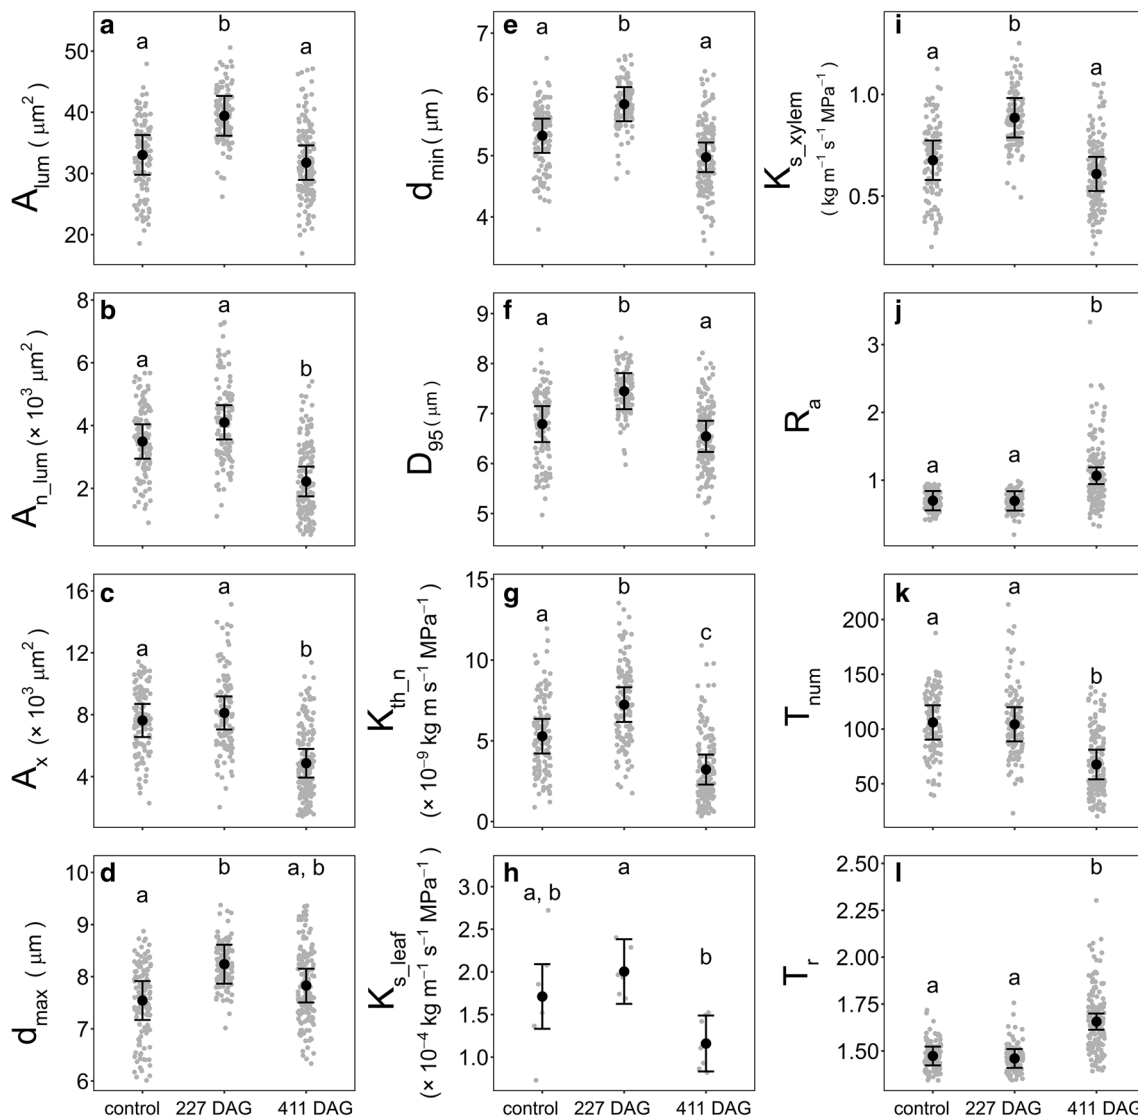 a
A_lum ( μm²)
50
40
30
20
a
b
a
b
A_n_lum (× 10³ μm²)
8
6
4
2
a
a
b
c
A_x (× 10³ μm²)
16
12
8
4
a
a
b
d
d_max ( μm)
10
9
8
7
6
a
b
a, b
control
227 DAG
411 DAG
e
d_min ( μm)
7
6
5
4
a
b
a
f
D_95 ( μm)
9
8
7
6
5
a
b
a
g
K_th_n
(× 10⁻⁹ kg m s⁻¹ MPa⁻¹)
15
10
5
0
a
b
c
h
K_s_leaf
(× 10⁻⁴ kg m⁻¹ s⁻¹ MPa⁻¹)
3.0
2.5
2.0
1.5
1.0
a, b
a
b
control
227 DAG
411 DAG
i
K_s_xylem
( kg m⁻¹ s⁻¹ MPa⁻¹)
1.0
0.5
a
b
a
j
R_a
3
2
1
a
a
b
k
T_num
200
150
100
50
a
a
b
l
T_r
2.50
2.25
2.00
1.75
1.50
a
a
b
control
227 DAG
411 DAG